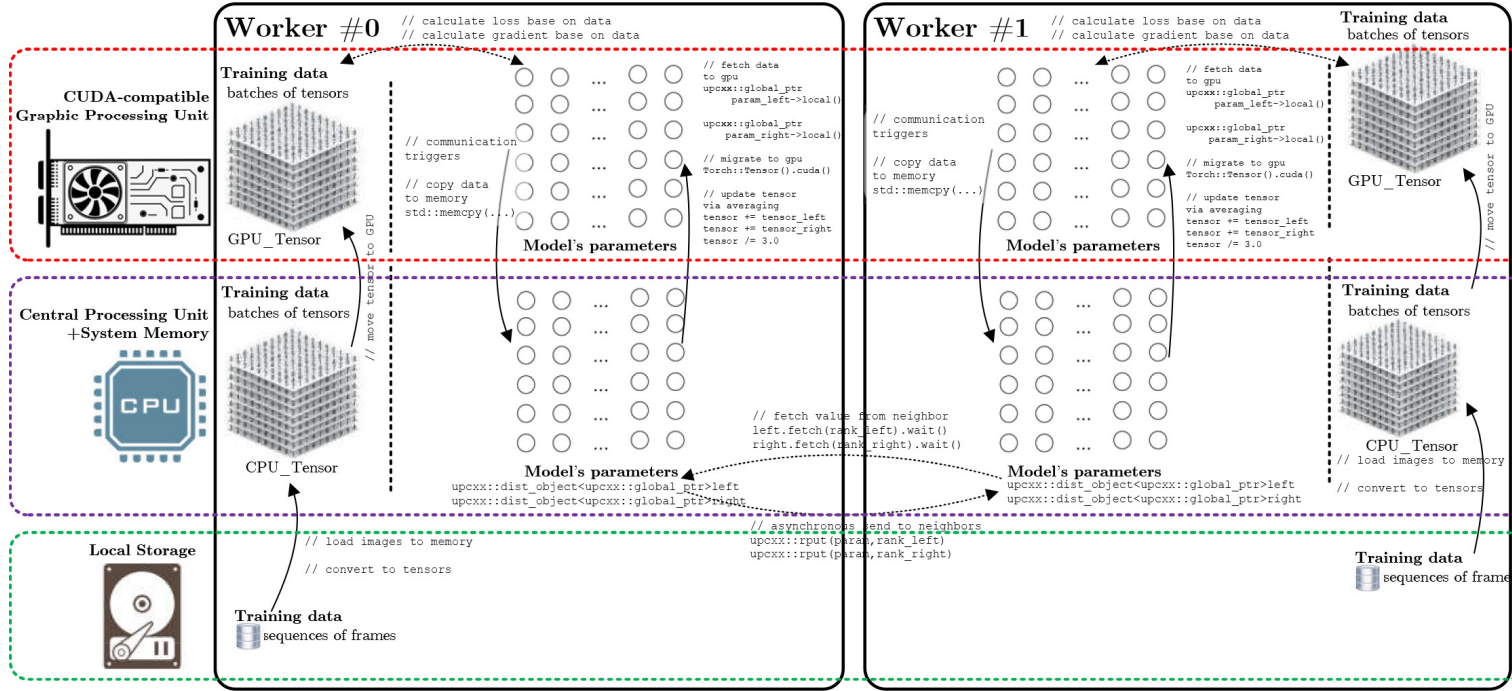 Worker #0
// calculate loss base on data
// calculate gradient base on data
Training data
batches of tensors
GPU_Tensor
// communication
triggers
// copy data
to memory
std::memcpy(...)
...
...
...
...
...
...
Model's parameters
// fetch data
to gpu
upcxx::global_ptr
param_left->local()
upcxx::global_ptr
param_right->local()
// migrate to gpu
Torch::Tensor().cuda()
// update tensor
via averaging
tensor += tensor_left
tensor += tensor_right
tensor /= 3.0
// move tensor to GPU
Training data
batches of tensors
CPU_Tensor
...
...
...
...
...
...
Model's parameters
upcxx::dist_object<upcxx::global_ptr>left
upcxx::dist_object<upcxx::global_ptr>right
// load images to memory
// convert to tensors
Training data
sequences of frames
CUDA-compatible
Graphic Processing Unit
Central Processing Unit
+System Memory
CPU
Local Storage
// fetch value from neighbor
left.fetch(rank_left).wait()
right.fetch(rank_right).wait()
// asynchronous send to neighbors
upcxx::rput(param,rank_left)
upcxx::rput(param,rank_right)
Worker #1
// calculate loss base on data
// calculate gradient base on data
Training data
batches of tensors
GPU_Tensor
// communication
triggers
// copy data
to memory
std::memcpy(...)
...
...
...
...
...
...
Model's parameters
// fetch data
to gpu
upcxx::global_ptr
param_left->local()
upcxx::global_ptr
param_right->local()
// migrate to gpu
Torch::Tensor().cuda()
// update tensor
via averaging
tensor += tensor_left
tensor += tensor_right
tensor /= 3.0
// move tensor to GPU
Training data
batches of tensors
CPU_Tensor
...
...
...
...
...
...
Model's parameters
upcxx::dist_object<upcxx::global_ptr>left
upcxx::dist_object<upcxx::global_ptr>right
// load images to memory
// convert to tensors
Training data
sequences of frame